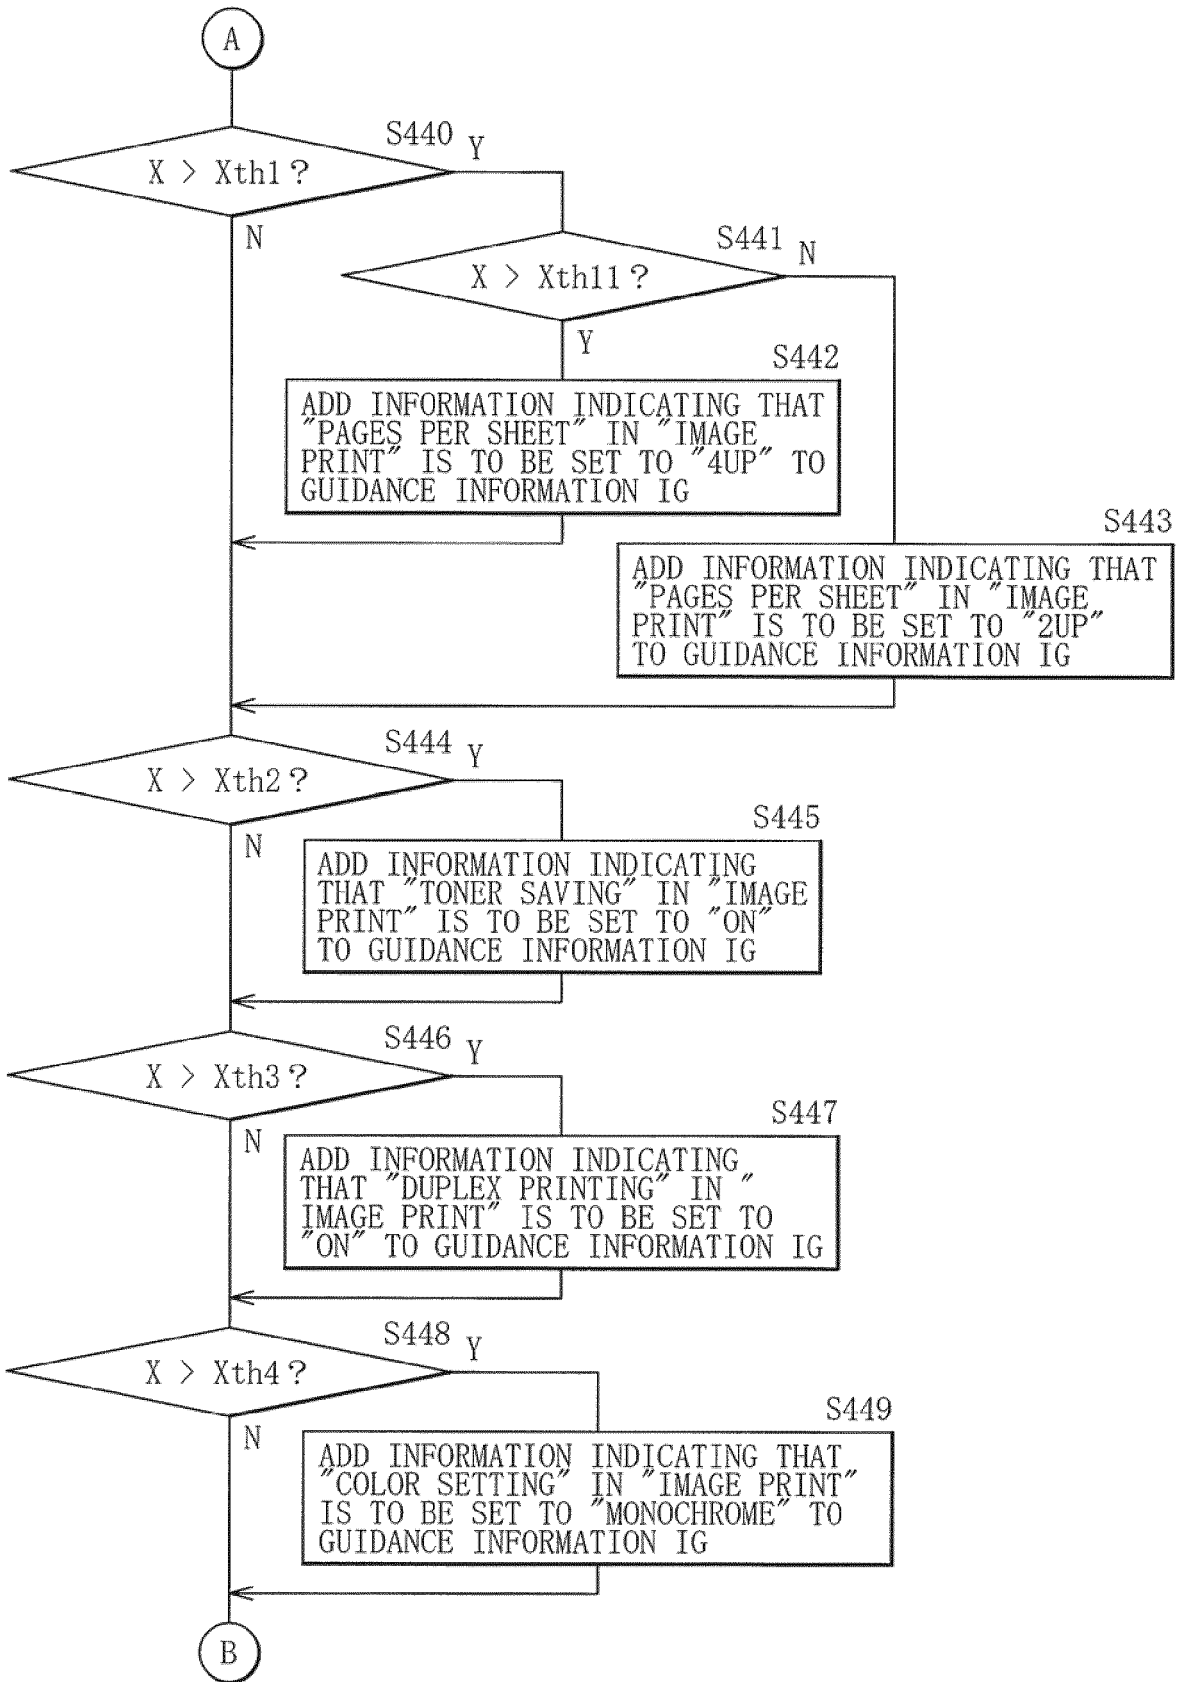 A
S440
Y
X > Xth1?
N
S441
N
X > Xth11?
Y
S442
ADD INFORMATION INDICATING THAT
"PAGES PER SHEET" IN "IMAGE
PRINT" IS TO BE SET TO "4UP" TO
GUIDANCE INFORMATION IG
S443
ADD INFORMATION INDICATING THAT
"PAGES PER SHEET" IN "IMAGE
PRINT" IS TO BE SET TO "2UP"
TO GUIDANCE INFORMATION IG
S444
Y
X > Xth2?
N
S445
ADD INFORMATION INDICATING
THAT "TONER SAVING" IN "IMAGE
PRINT" IS TO BE SET TO "ON"
TO GUIDANCE INFORMATION IG
S446
Y
X > Xth3?
N
S447
ADD INFORMATION INDICATING
THAT "DUPLEX PRINTING" IN "
IMAGE PRINT" IS TO BE SET TO
"ON" TO GUIDANCE INFORMATION IG
S448
Y
X > Xth4?
N
S449
ADD INFORMATION INDICATING THAT
"COLOR SETTING" IN "IMAGE PRINT"
IS TO BE SET TO "MONOCHROME" TO
GUIDANCE INFORMATION IG
B